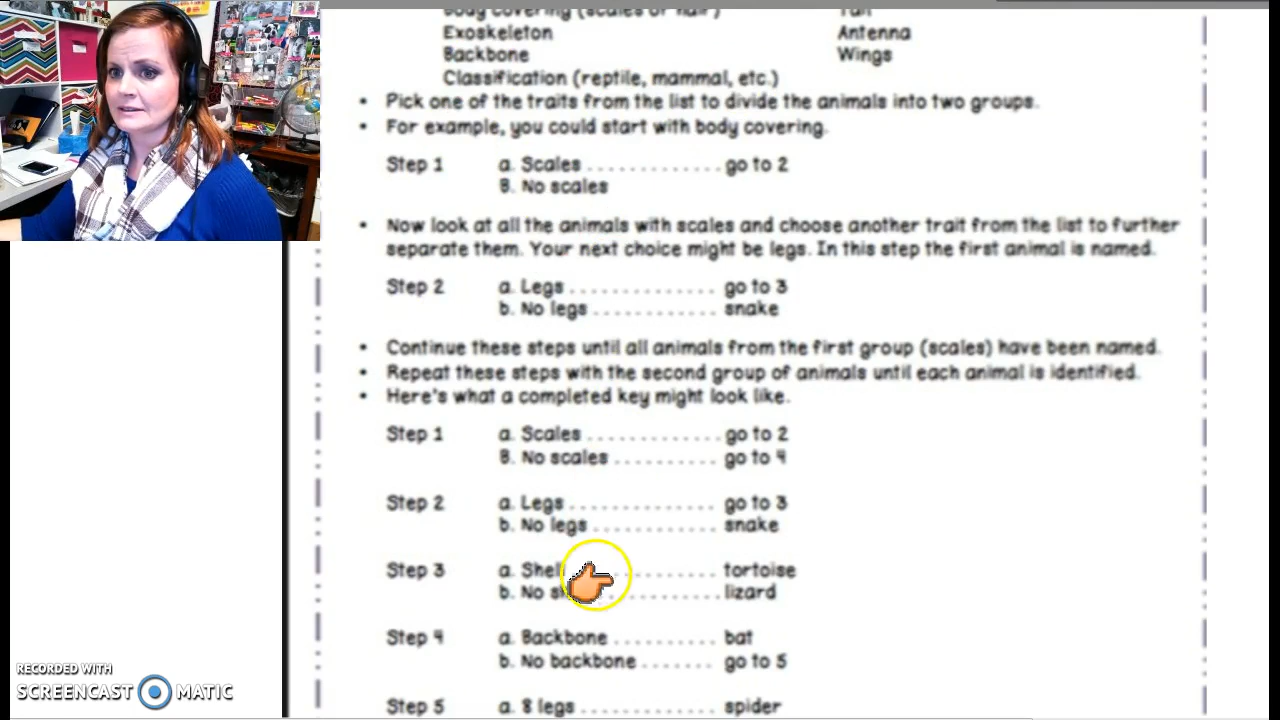 Body covering (scales or hair) Tail
Exoskeleton Antenna
Backbone Wings
Classification (reptile, mammal, etc.)
• Pick one of the traits from the list to divide the animals into two groups.
• For example, you could start with body covering.
Step 1 a. Scales . . . . . . . . . . . . . go to 2
B. No scales
• Now look at all the animals with scales and choose another trait from the list to further
separate them. Your next choice might be legs. In this step the first animal is named.
Step 2 a. Legs . . . . . . . . . . . . . . go to 3
b. No legs . . . . . . . . . . . . snake
• Continue these steps until all animals from the first group (scales) have been named.
• Repeat these steps with the second group of animals until each animal is identified.
• Here's what a completed key might look like.
Step 1 a. Scales . . . . . . . . . . . . . go to 2
B. No scales . . . . . . . . . . go to 4
Step 2 a. Legs . . . . . . . . . . . . . . go to 3
b. No legs . . . . . . . . . . . . snake
Step 3 a. . . . . . . . . . . tortoise
b. No . . . . . . . . . . . lizard
Step 4 a. Backbone . . . . . . . . . . bat
b. No backbone . . . . . . . go to 5
Step 5 a. 8 legs . . . . . . . . . . . . . spider
RECORDED WITH
SCREENCAST MATIC